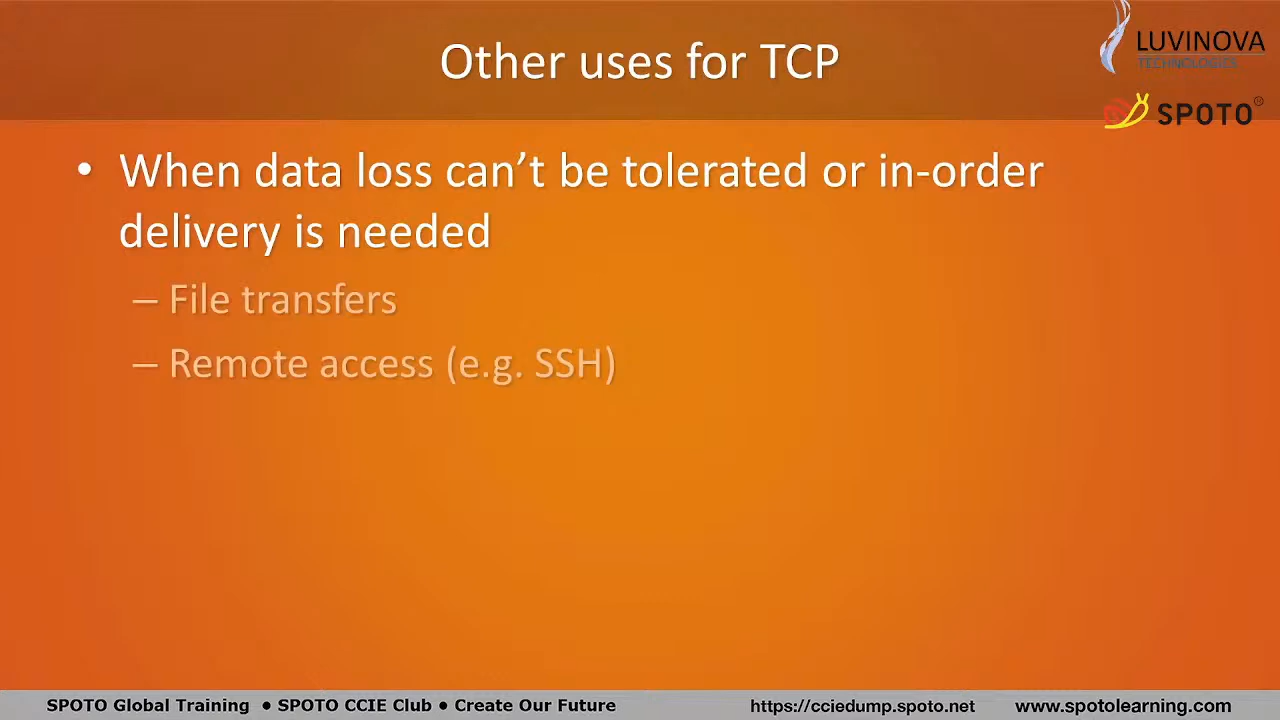 Other uses for TCP
LUVINOVA
TECHNOLOGIES
SPOTO®
• When data loss can’t be tolerated or in-order
delivery is needed
– File transfers
– Remote access (e.g. SSH)
SPOTO Global Training ● SPOTO CCIE Club ● Create Our Future
https://cciedump.spoto.net
www.spotolearning.com